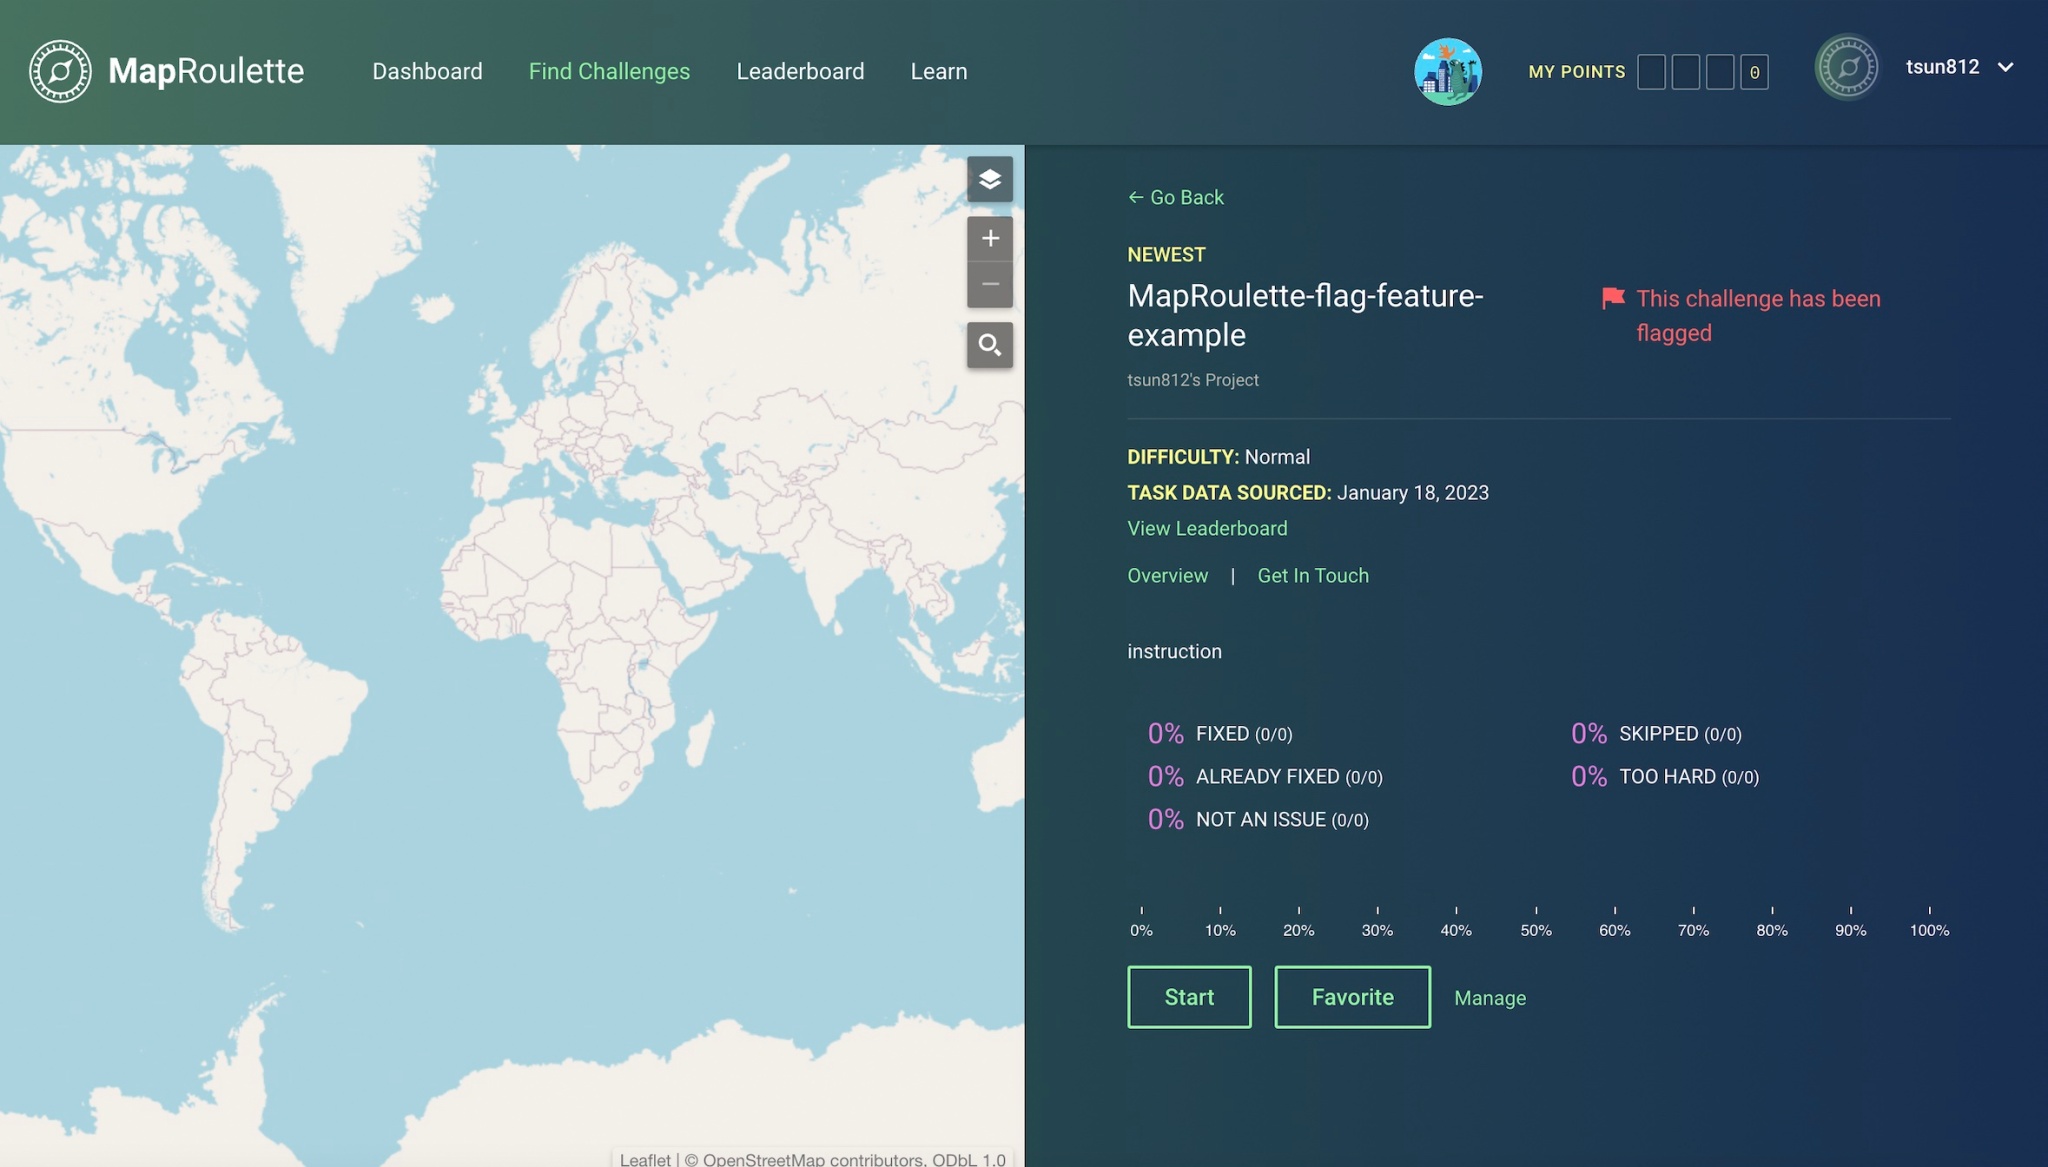 MapRoulette
Dashboard
Find Challenges
Leaderboard
Learn
MY POINTS 0
tsun812
← Go Back
NEWEST
MapRoulette-flag-feature-
example
This challenge has been
flagged
tsun812's Project
DIFFICULTY: Normal
TASK DATA SOURCED: January 18, 2023
View Leaderboard
Overview | Get In Touch
instruction
0% FIXED (0/0)
0% SKIPPED (0/0)
0% ALREADY FIXED (0/0)
0% TOO HARD (0/0)
0% NOT AN ISSUE (0/0)
0% 10% 20% 30% 40% 50% 60% 70% 80% 90% 100%
Start
Favorite
Manage
Leaflet | © OpenStreetMap contributors, ODbL 1.0